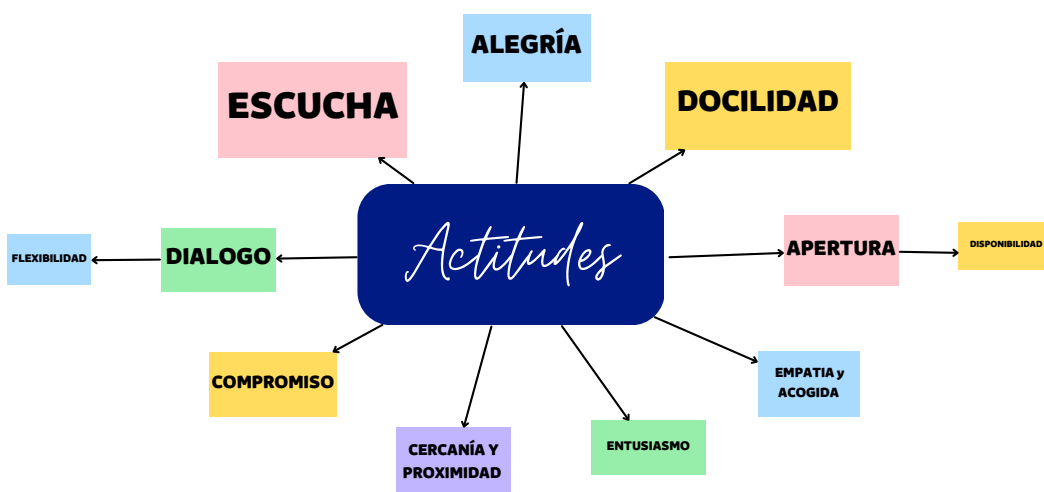 ALEGRÍA
ESCUCHA
DOCILIDAD
Actitudes
FLEXIBILIDAD
DIALOGO
APERTURA
DISPONIBILIDAD
COMPROMISO
EMPATIA y
ACOGIDA
CERCANÍA Y
PROXIMIDAD
ENTUSIASMO